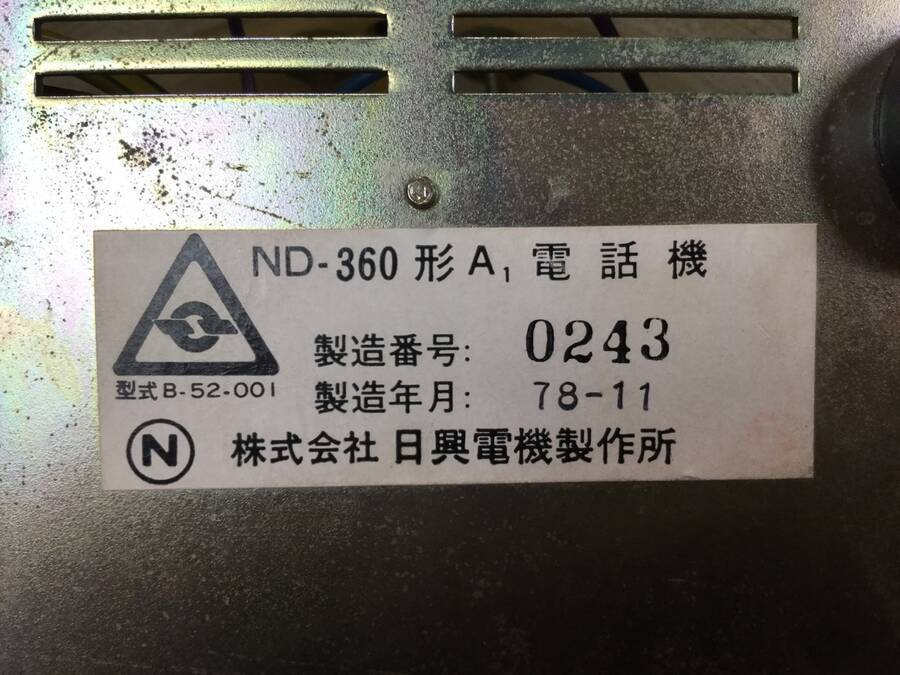 ND-360 形 A₁ 電話機
製造番号: 0243
型式 B-52-001
製造年月: 78-11
N 株式会社 日興電機製作所